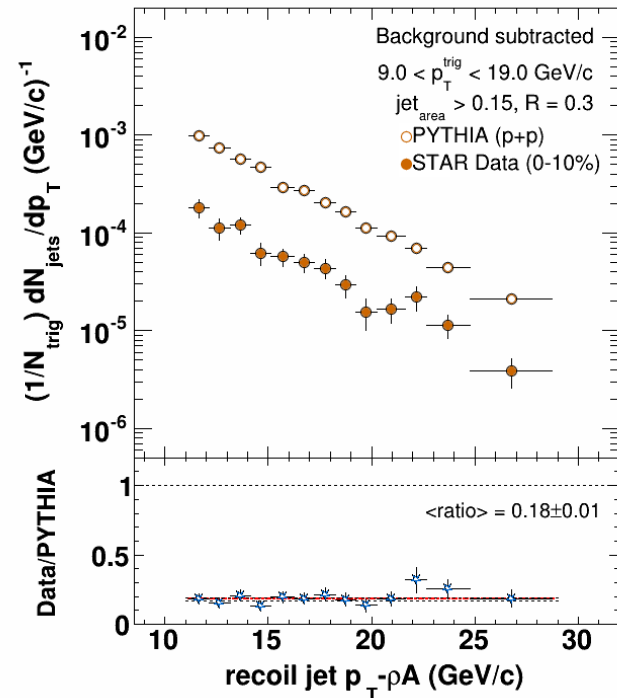 (1/N_trig) dN_jets/dp_T (GeV/c)^-1
10^-2
10^-3
10^-4
10^-5
10^-6
Background subtracted
9.0 < p_T^trig < 19.0 GeV/c
jet_area > 0.15, R = 0.3
PYTHIA (p+p)
STAR Data (0-10%)
Data/PYTHIA
1
0.5
0
<ratio> = 0.18±0.01
10 15 20 25 30
recoil jet p_T-ρA (GeV/c)